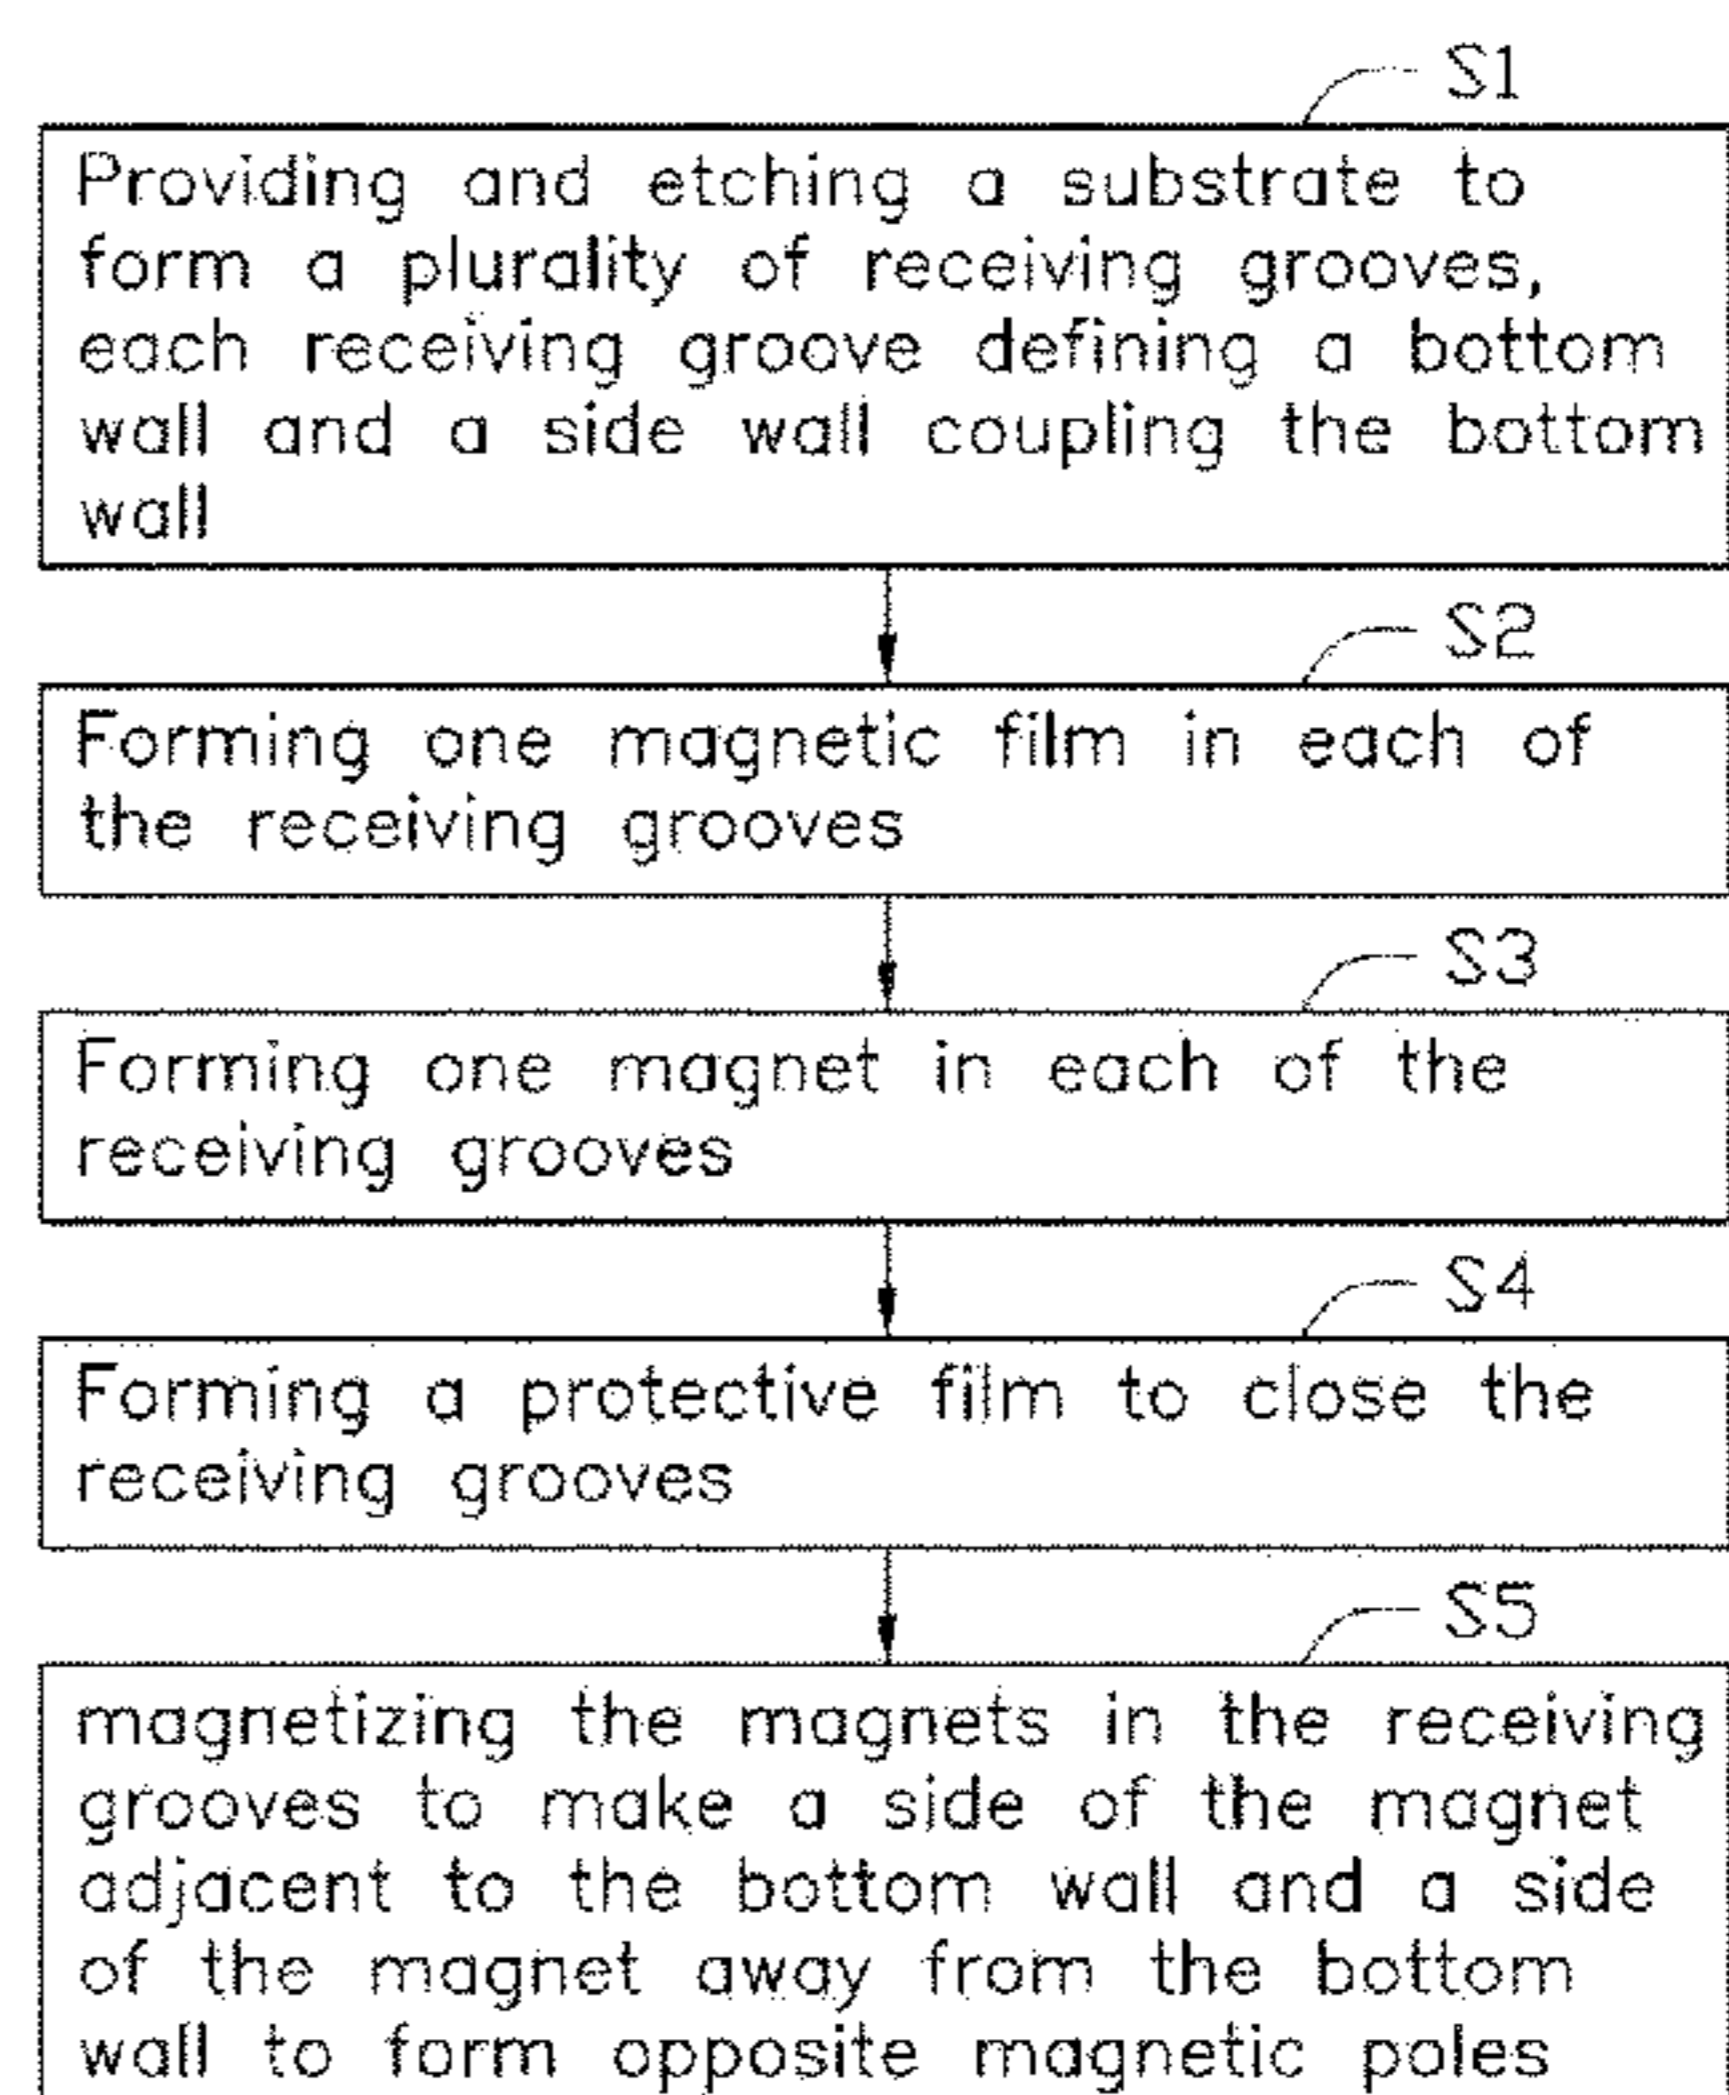 S1
Providing and etching a substrate to
form a plurality of receiving grooves,
each receiving groove defining a bottom
wall and a side wall coupling the bottom
wall
S2
Forming one magnetic film in each of
the receiving grooves
S3
Forming one magnet in each of the
receiving grooves
S4
Forming a protective film to close the
receiving grooves
S5
magnetizing the magnets in the receiving
grooves to make a side of the magnet
adjacent to the bottom wall and a side
of the magnet away from the bottom
wall to form opposite magnetic poles